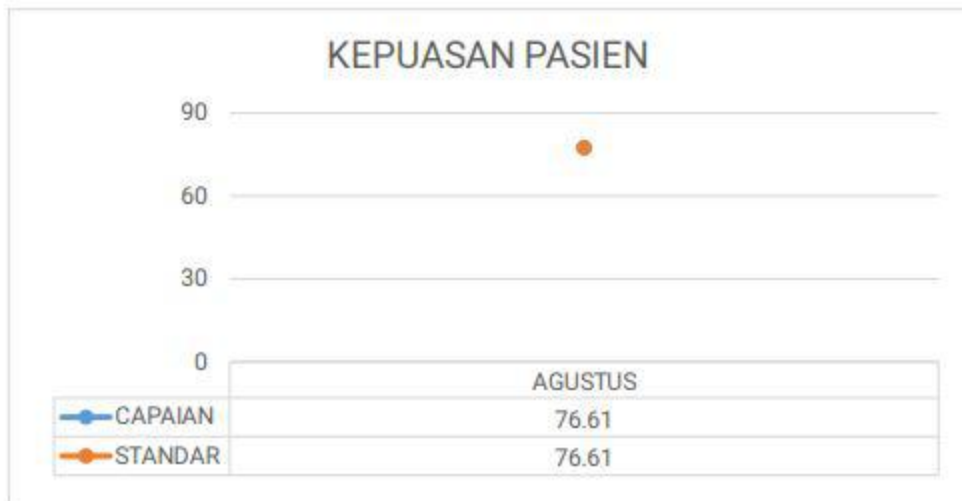 KEPUASAN PASIEN
90
60
30
0
AGUSTUS
CAPAIAN 76.61
STANDAR 76.61